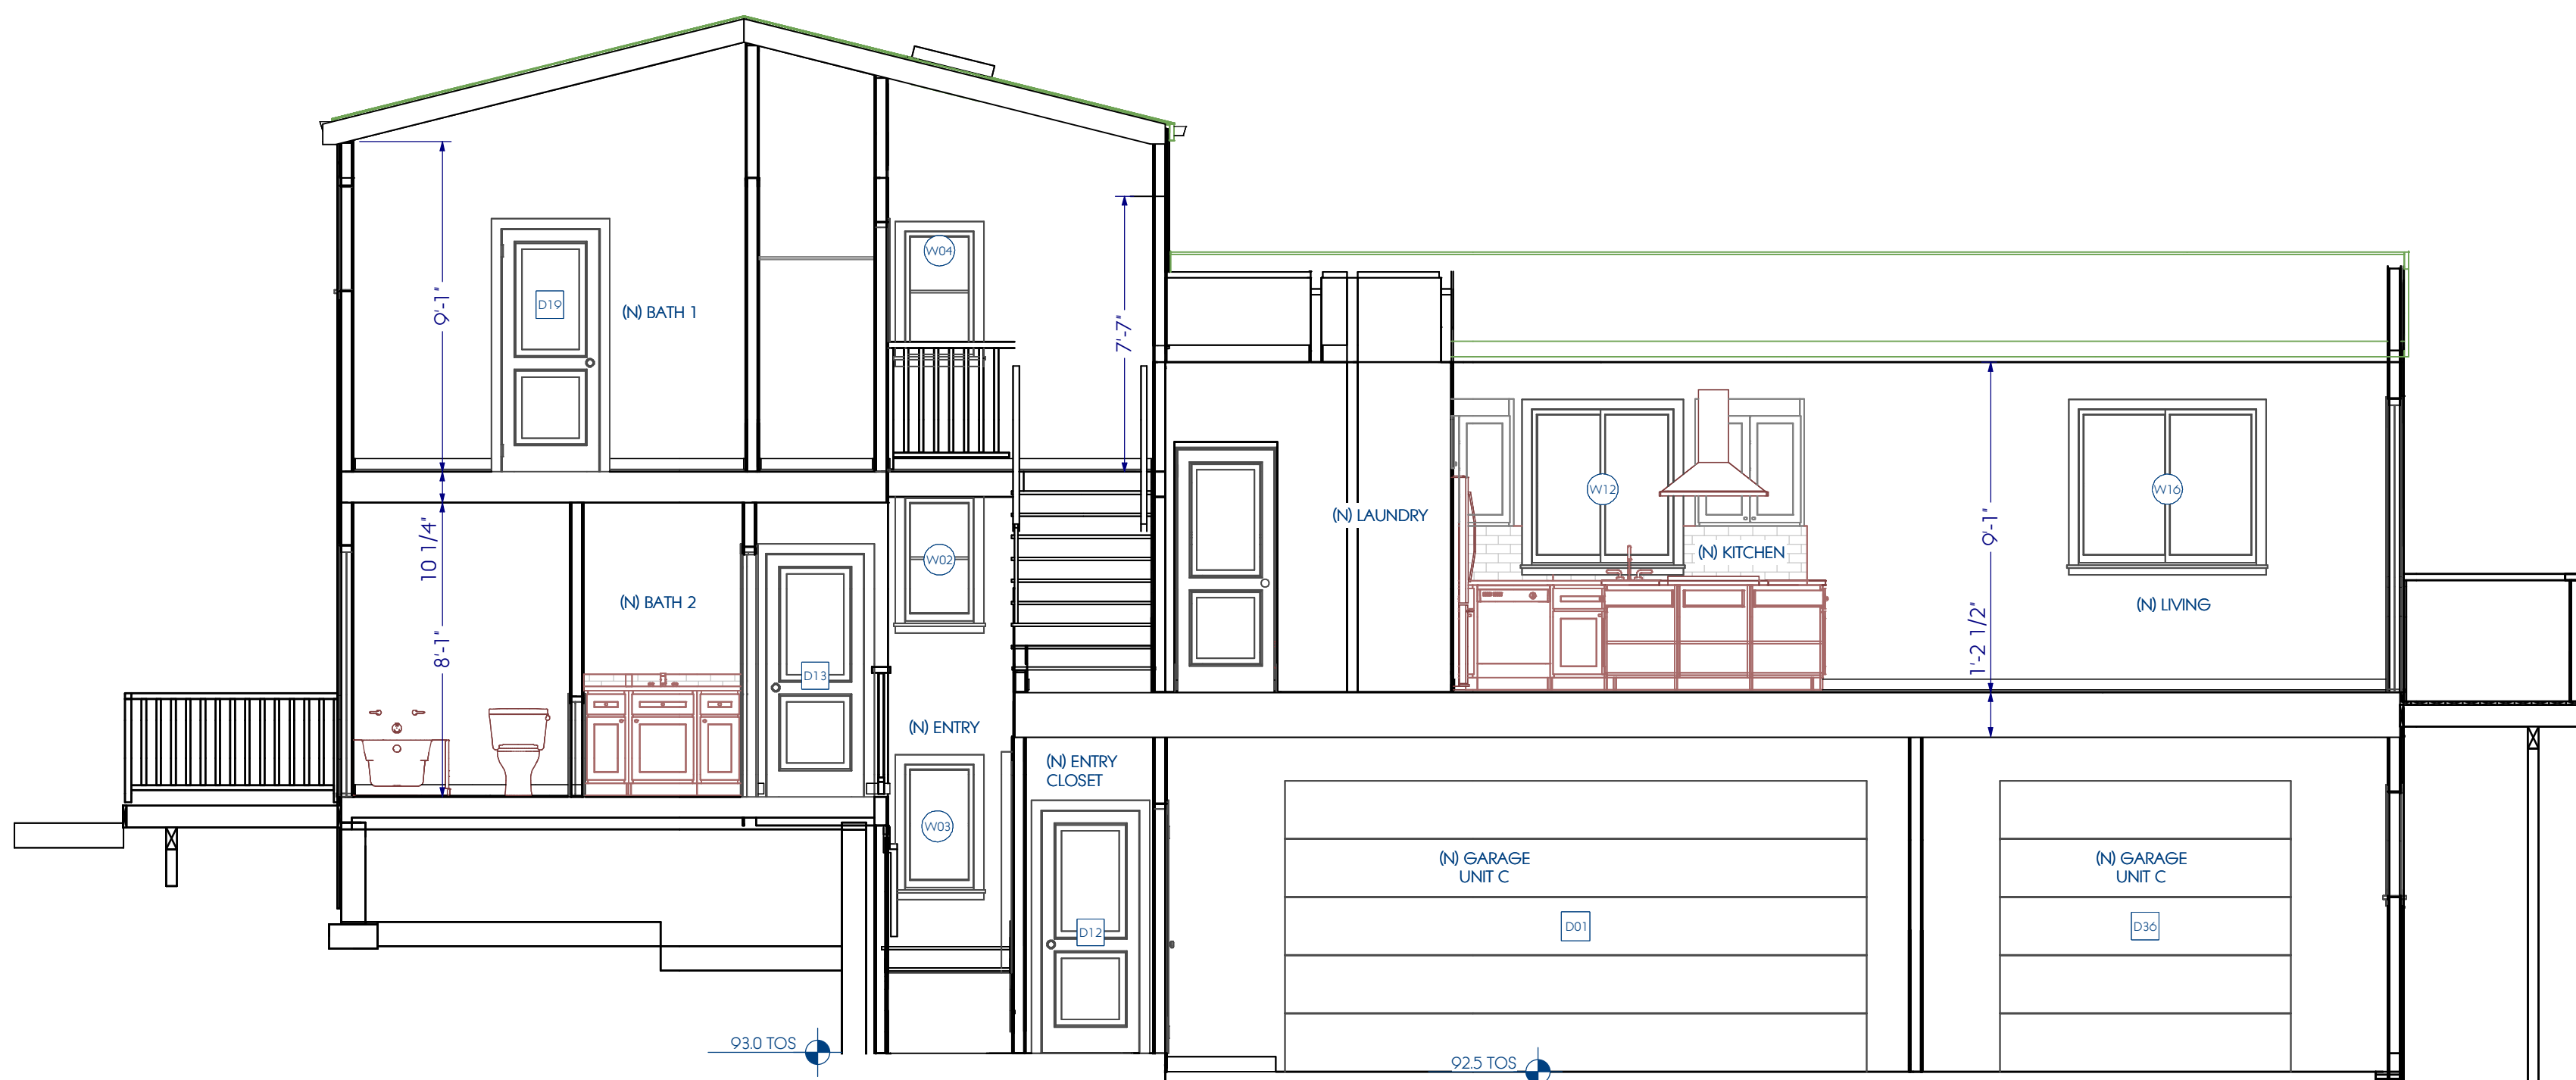 W04
9'-1"
D19
(N) BATH 1
7'-7"
W12
W16
(N) LAUNDRY
9'-1"
10 1/4"
W02
(N) KITCHEN
(N) BATH 2
(N) LIVING
8'-1"
1'-2 1/2"
D13
(N) ENTRY
(N) ENTRY
CLOSET
W03
(N) GARAGE
UNIT C
(N) GARAGE
UNIT C
D12
D01
D36
93.0 TOS
92.5 TOS